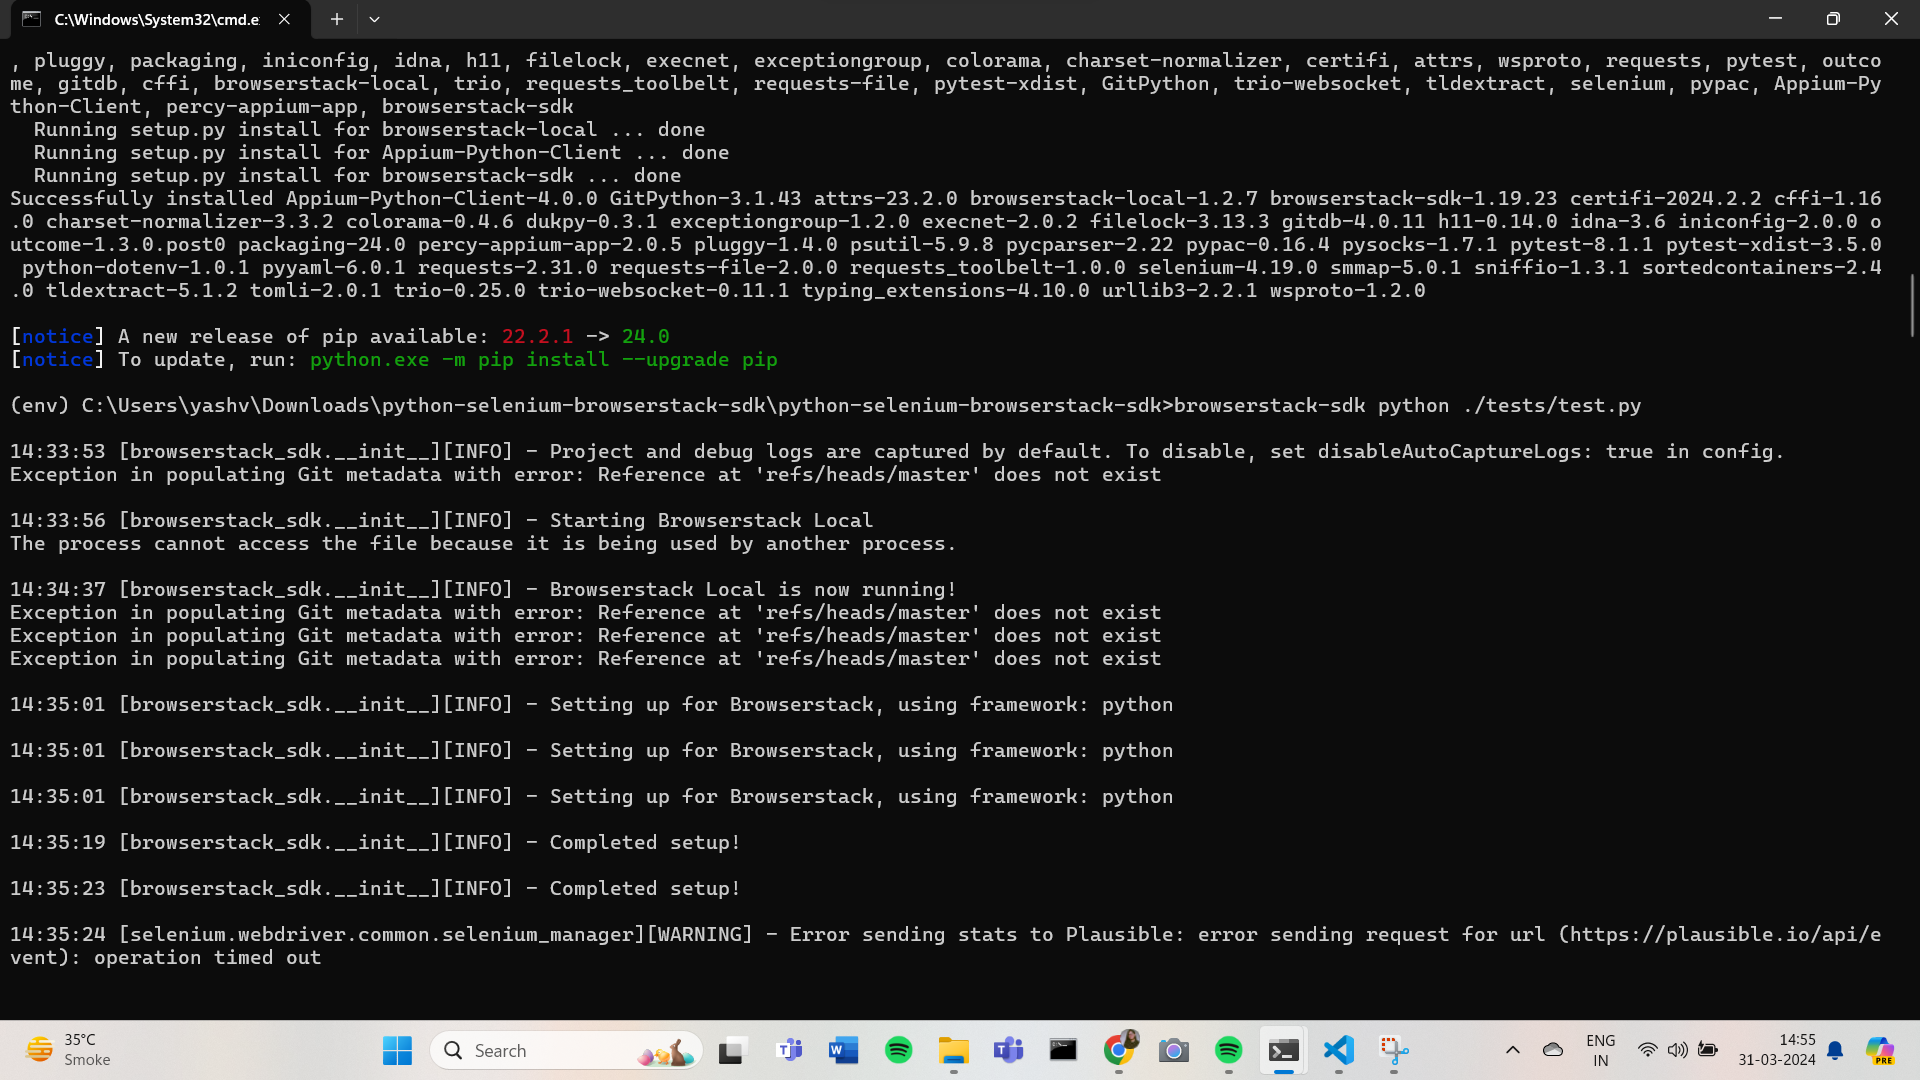 C:\Windows\System32\cmd.e
, pluggy, packaging, iniconfig, idna, h11, filelock, execnet, exceptiongroup, colorama, charset-normalizer, certifi, attrs, wsproto, requests, pytest, outco
me, gitdb, cffi, browserstack-local, trio, requests_toolbelt, requests-file, pytest-xdist, GitPython, trio-websocket, tldextract, selenium, pypac, Appium-Py
thon-Client, percy-appium-app, browserstack-sdk
  Running setup.py install for browserstack-local ... done
  Running setup.py install for Appium-Python-Client ... done
  Running setup.py install for browserstack-sdk ... done
Successfully installed Appium-Python-Client-4.0.0 GitPython-3.1.43 attrs-23.2.0 browserstack-local-1.2.7 browserstack-sdk-1.19.23 certifi-2024.2.2 cffi-1.16
.0 charset-normalizer-3.3.2 colorama-0.4.6 dukpy-0.3.1 exceptiongroup-1.2.0 execnet-2.0.2 filelock-3.13.3 gitdb-4.0.11 h11-0.14.0 idna-3.6 iniconfig-2.0.0 o
utcome-1.3.0.post0 packaging-24.0 percy-appium-app-2.0.5 pluggy-1.4.0 psutil-5.9.8 pycparser-2.22 pypac-0.16.4 pysocks-1.7.1 pytest-8.1.1 pytest-xdist-3.5.0
 python-dotenv-1.0.1 pyyaml-6.0.1 requests-2.31.0 requests-file-2.0.0 requests_toolbelt-1.0.0 selenium-4.19.0 smmap-5.0.1 sniffio-1.3.1 sortedcontainers-2.4
.0 tldextract-5.1.2 tomli-2.0.1 trio-0.25.0 trio-websocket-0.11.1 typing_extensions-4.10.0 urllib3-2.2.1 wsproto-1.2.0
[notice] A new release of pip available: 22.2.1 -> 24.0
[notice] To update, run: python.exe -m pip install --upgrade pip
(env) C:\Users\yashv\Downloads\python-selenium-browserstack-sdk\python-selenium-browserstack-sdk>browserstack-sdk python ./tests/test.py
14:33:53 [browserstack_sdk.__init__][INFO] - Project and debug logs are captured by default. To disable, set disableAutoCaptureLogs: true in config.
Exception in populating Git metadata with error: Reference at 'refs/heads/master' does not exist
14:33:56 [browserstack_sdk.__init__][INFO] - Starting Browserstack Local
The process cannot access the file because it is being used by another process.
14:34:37 [browserstack_sdk.__init__][INFO] - Browserstack Local is now running!
Exception in populating Git metadata with error: Reference at 'refs/heads/master' does not exist
Exception in populating Git metadata with error: Reference at 'refs/heads/master' does not exist
Exception in populating Git metadata with error: Reference at 'refs/heads/master' does not exist
14:35:01 [browserstack_sdk.__init__][INFO] - Setting up for Browserstack, using framework: python
14:35:01 [browserstack_sdk.__init__][INFO] - Setting up for Browserstack, using framework: python
14:35:01 [browserstack_sdk.__init__][INFO] - Setting up for Browserstack, using framework: python
14:35:19 [browserstack_sdk.__init__][INFO] - Completed setup!
14:35:23 [browserstack_sdk.__init__][INFO] - Completed setup!
14:35:24 [selenium.webdriver.common.selenium_manager][WARNING] - Error sending stats to Plausible: error sending request for url (https://plausible.io/api/e
vent): operation timed out
35°C
Smoke
Search
ENG
IN
14:55
31-03-2024
PRE